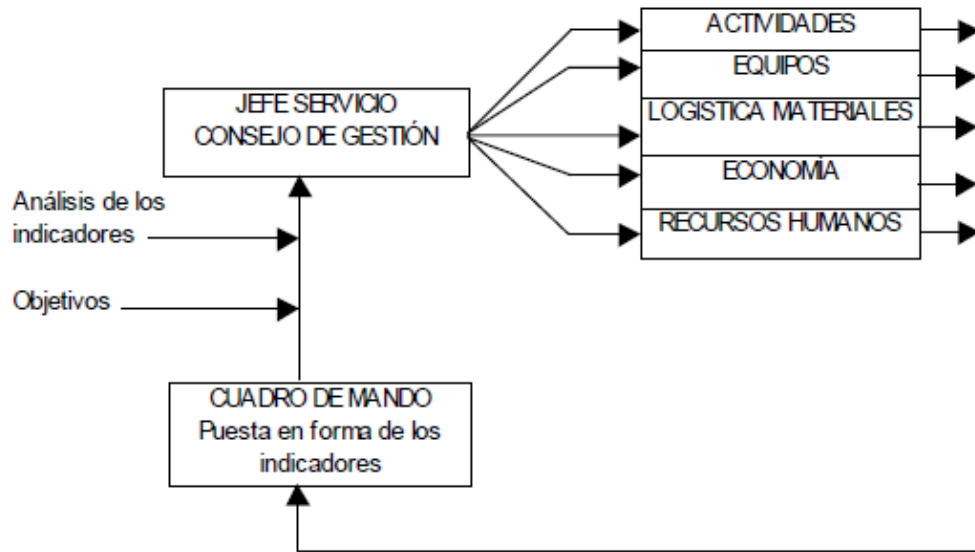 ACTIVIDADES
EQUIPOS
LOGISTICA MATERIALES
ECONOMÍA
RECURSOS HUMANOS
JEFE SERVICIO
CONSEJO DE GESTIÓN
Análisis de los
indicadores
Objetivos
CUADRO DE MANDO
Puesta en forma de los
indicadores